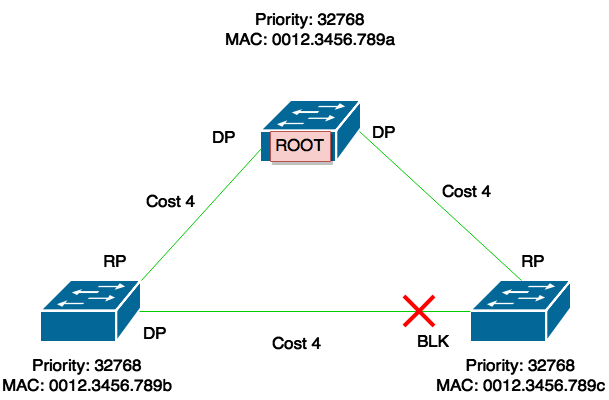 Priority: 32768
MAC: 0012.3456.789a
DP
DP
ROOT
Cost 4
Cost 4
RP
RP
DP
Cost 4
BLK
Priority: 32768
MAC: 0012.3456.789b
Priority: 32768
MAC: 0012.3456.789c